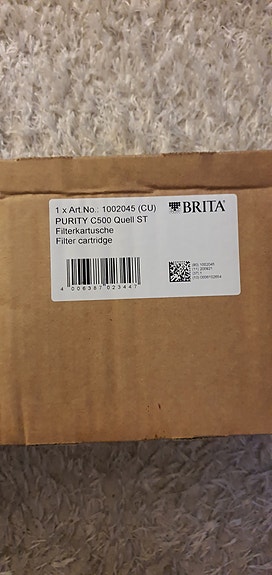 1 x Art.No.: 1002045 (CU)
BRITA
PURITY C500 Quell ST
Filterkartusche
Filter cartridge
4 006387 023447